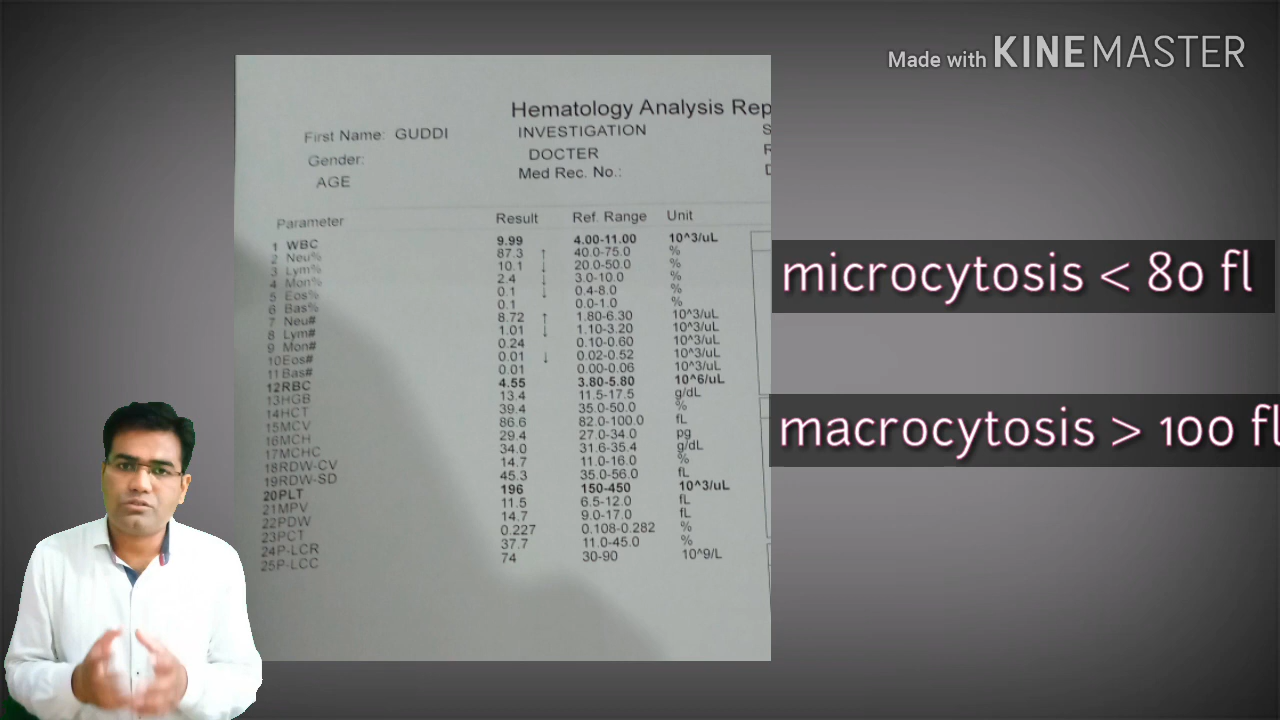 Made with KINEMASTER
Hematology Analysis Rep
First Name: GUDDI INVESTIGATION S
Gender: DOCTER R
AGE Med Rec. No.: D
Parameter Result Ref. Range Unit
1 WBC 9.99 4.00-11.00 10^3/uL
2 Neu% 87.3 ↑ 40.0-75.0 %
3 Lym% 10.1 ↓ 20.0-50.0 %
4 Mon% 2.4 ↓ 3.0-10.0 %
5 Eos% 0.1 ↓ 0.4-8.0 %
6 Bas% 0.1 0.0-1.0 %
7 Neu# 8.72 ↑ 1.80-6.30 10^3/uL
8 Lym# 1.01 ↓ 1.10-3.20 10^3/uL
9 Mon# 0.24 0.10-0.60 10^3/uL
10Eos# 0.01 ↓ 0.02-0.52 10^3/uL
11Bas# 0.01 0.00-0.06 10^3/uL
12RBC 4.55 3.80-5.80 10^6/uL
13HGB 13.4 11.5-17.5 g/dL
14HCT 39.4 35.0-50.0 %
15MCV 86.6 82.0-100.0 fL
16MCH 29.4 27.0-34.0 pg
17MCHC 34.0 31.6-35.4 g/dL
18RDW-CV 14.7 11.0-16.0 %
19RDW-SD 45.3 35.0-56.0 fL
20PLT 196 150-450 10^3/uL
21MPV 11.5 6.5-12.0 fL
22PDW 14.7 9.0-17.0 fL
23PCT 0.227 0.108-0.282 %
24P-LCR 37.7 11.0-45.0 %
25P-LCC 74 30-90 10^9/L
microcytosis < 80 fl
macrocytosis > 100 fl